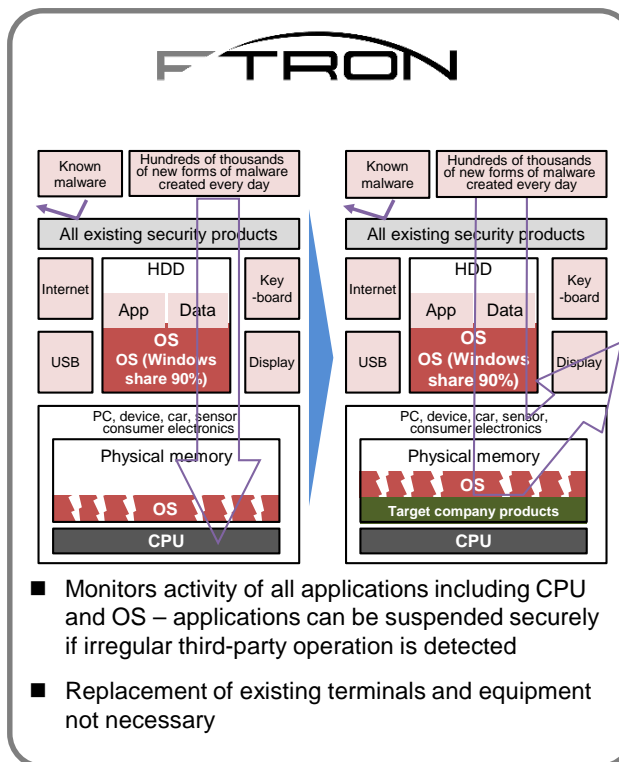 F TRON
Known
malware
Hundreds of thousands
of new forms of malware
created every day
All existing security products
Internet
HDD
Key
-board
App
Data
USB
OS
OS (Windows
share 90%)
Display
PC, device, car, sensor,
consumer electronics
Physical memory
OS
CPU
Known
malware
Hundreds of thousands
of new forms of malware
created every day
All existing security products
Internet
HDD
Key
-board
App
Data
USB
OS
OS (Windows
share 90%)
Display
PC, device, car, sensor,
consumer electronics
Physical memory
OS
Target company products
CPU
■ Monitors activity of all applications including CPU
and OS – applications can be suspended securely
if irregular third-party operation is detected
■ Replacement of existing terminals and equipment
not necessary